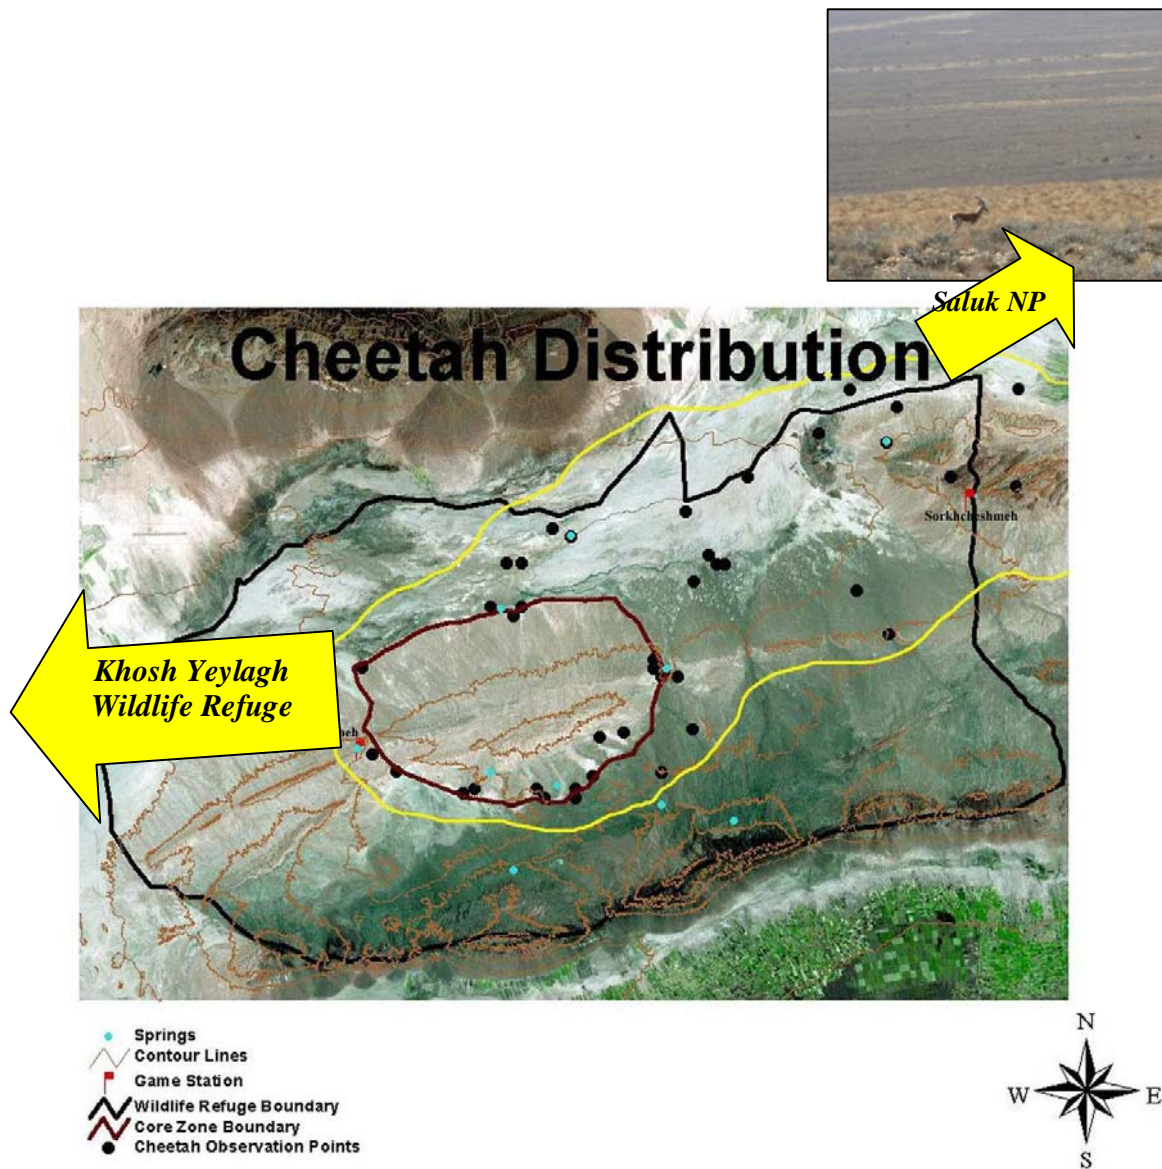 Saluk NP
Cheetah Distribution
Sorkhcheshmeh
Khosh Yeylagh
Wildlife Refuge
Springs
Contour Lines
Game Station
Wildlife Refuge Boundary
Core Zone Boundary
Cheetah Observation Points
N
W E
S